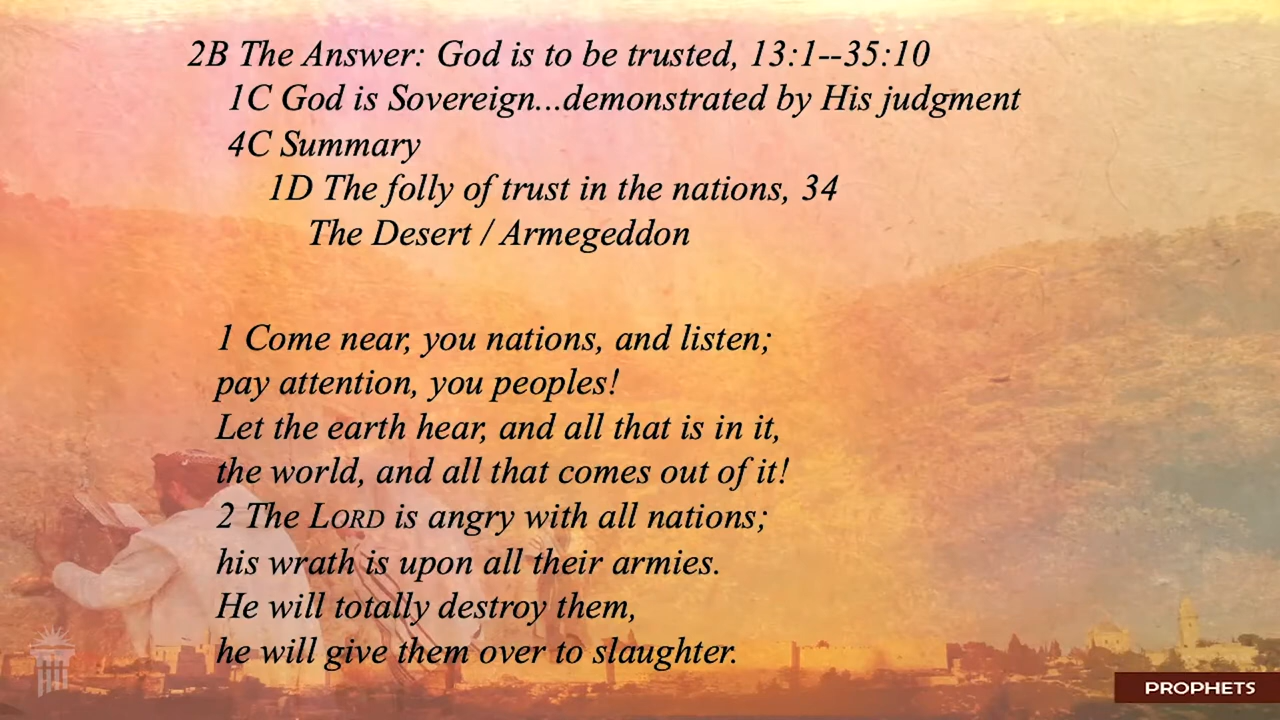 2B The Answer: God is to be trusted, 13:1--35:10
1C God is Sovereign...demonstrated by His judgment
4C Summary
1D The folly of trust in the nations, 34
The Desert / Armegeddon
1 Come near, you nations, and listen;
pay attention, you peoples!
Let the earth hear, and all that is in it,
the world, and all that comes out of it!
2 The LORD is angry with all nations;
his wrath is upon all their armies.
He will totally destroy them,
he will give them over to slaughter.
PROPHETS